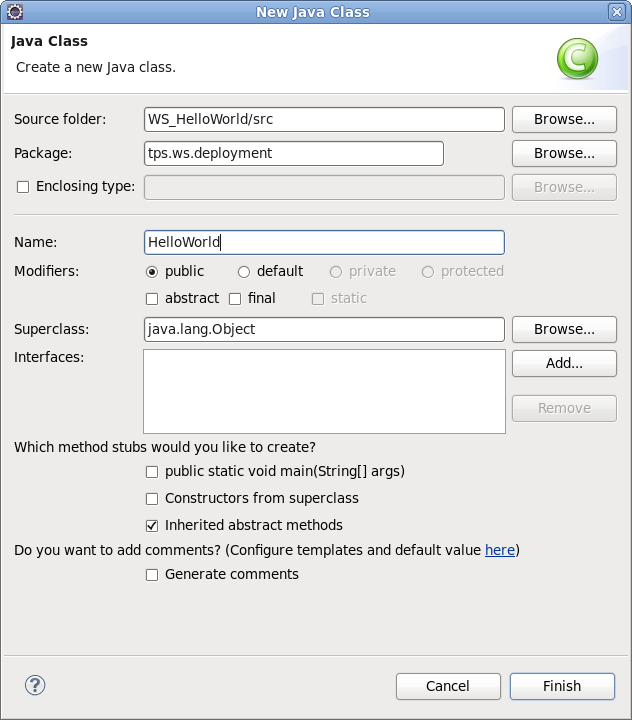 New Java Class
Java Class
Create a new Java class.
C
Source folder: WS_HelloWorld/src Browse...
Package: tps.ws.deployment Browse...
Enclosing type: Browse...
Name: HelloWorld
Modifiers: public default private protected
abstract final static
Superclass: java.lang.Object Browse...
Interfaces: Add...
Remove
Which method stubs would you like to create?
public static void main(String[] args)
Constructors from superclass
Inherited abstract methods
Do you want to add comments? (Configure templates and default value here)
Generate comments
? Cancel Finish